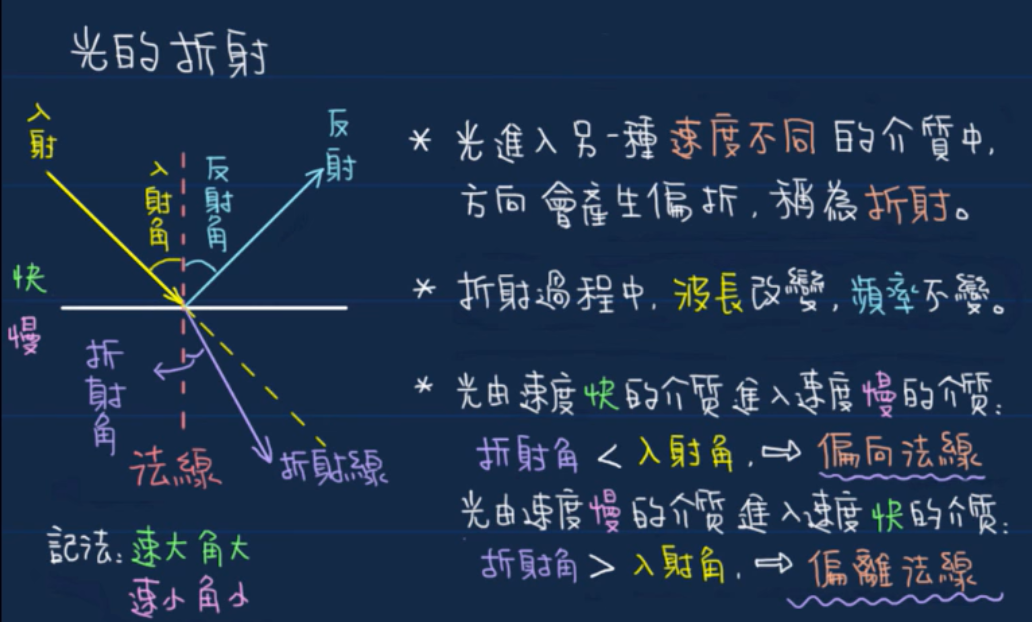 光的折射
入射
反射
入射角
反射角
快
慢
折射角
法線
折射線
記法:速大角大
速小角小
* 光進入另一種速度不同的介質中,
方向會產生偏折,稱為折射。
* 折射過程中,波長改變,頻率不變。
* 光由速度快的介質進入速度慢的介質:
折射角 < 入射角,⇒ 偏向法線
光由速度慢的介質進入速度快的介質:
折射角 > 入射角,⇒ 偏離法線